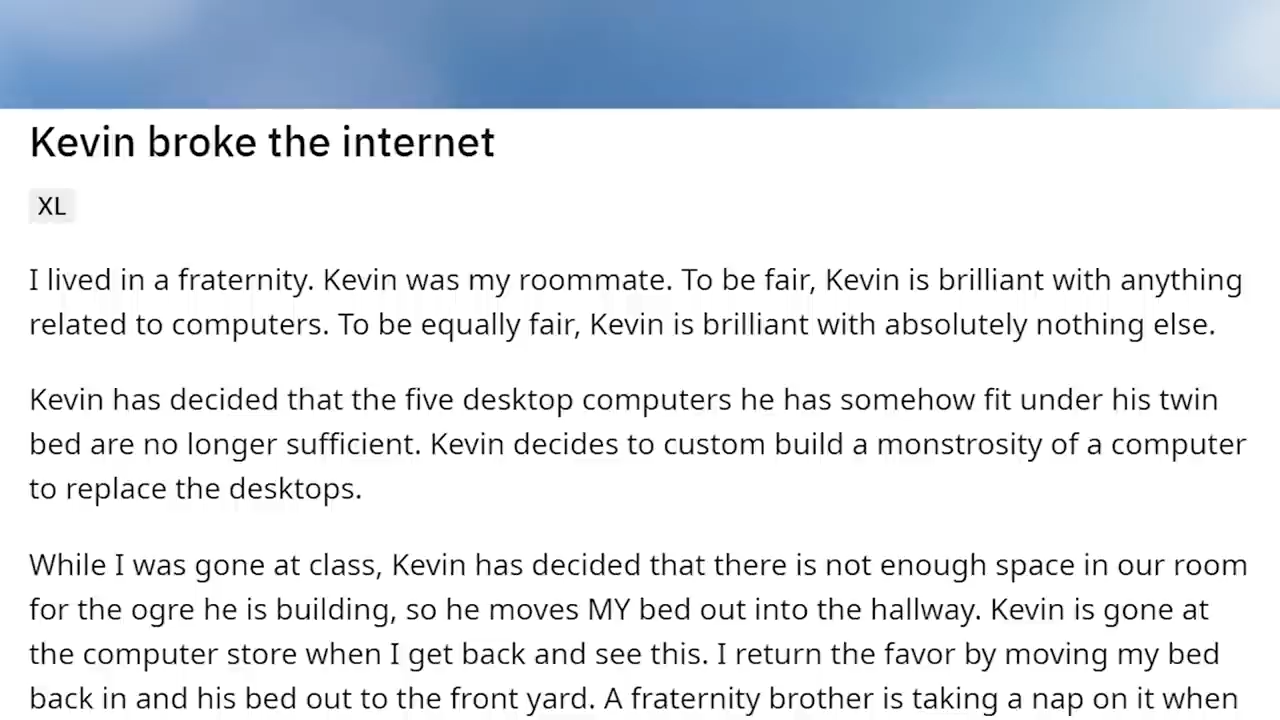 Kevin broke the internet
XL
I lived in a fraternity. Kevin was my roommate. To be fair, Kevin is brilliant with anything
related to computers. To be equally fair, Kevin is brilliant with absolutely nothing else.
Kevin has decided that the five desktop computers he has somehow fit under his twin
bed are no longer sufficient. Kevin decides to custom build a monstrosity of a computer
to replace the desktops.
While I was gone at class, Kevin has decided that there is not enough space in our room
for the ogre he is building, so he moves MY bed out into the hallway. Kevin is gone at
the computer store when I get back and see this. I return the favor by moving my bed
back in and his bed out to the front yard. A fraternity brother is taking a nap on it when